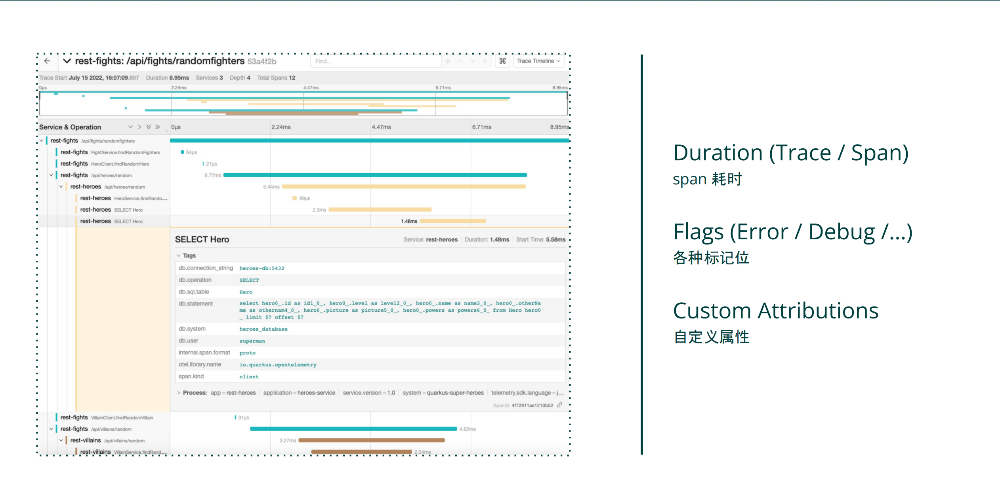 rest-fights: /api/fights/randomfighters 53a4f2b
Find...
⌘
Trace Timeline
Trace Start July 15 2022, 16:07:09.807 Duration 8.95ms Services 3 Depth 4 Total Spans 12
0μs 2.24ms 4.47ms 6.71ms 8.95ms
Service & Operation 0μs 2.24ms 4.47ms 6.71ms 8.95ms
rest-fights /api/fights/randomfighters
rest-fights FightService.findRandomFighters 64μs
rest-fights HeroClient.findRandomHero 27μs
rest-fights /api/heroes/random 6.77ms
rest-heroes /api/heroes/random 5.44ms
rest-heroes HeroService.findRando... 99μs
rest-heroes SELECT Hero 2.3ms
rest-heroes SELECT Hero 1.48ms
SELECT Hero Service: rest-heroes Duration: 1.48ms Start Time: 5.58ms
Tags
db.connection_string heroes-db:5432
db.operation SELECT
db.sql.table Hero
db.statement select hero0_.id as id1_0_, hero0_.level as level2_0_, hero0_.name as name3_0_, hero0_.otherNa
me as othernam4_0_, hero0_.picture as picture5_0_, hero0_.powers as powers6_0_ from Hero hero0
_ limit $? offset $?
db.system heroes_database
db.user superman
internal.span.format proto
otel.library.name io.quarkus.opentelemetry
span.kind client
Process: app = rest-heroes application = heroes-service service.version = 1.0 system = quarkus-super-heroes telemetry.sdk.language = j...
SpanID: 4f72911ae1210b52
rest-fights VillainClient.findRandomVillain 31μs
rest-fights /api/villains/random 4.62ms
rest-villains /api/villains/random 3.27ms
rest-villains VillainService.findRand... 2.24ms
Duration (Trace / Span)
span 耗时
Flags (Error / Debug /...)
各种标记位
Custom Attributions
自定义属性